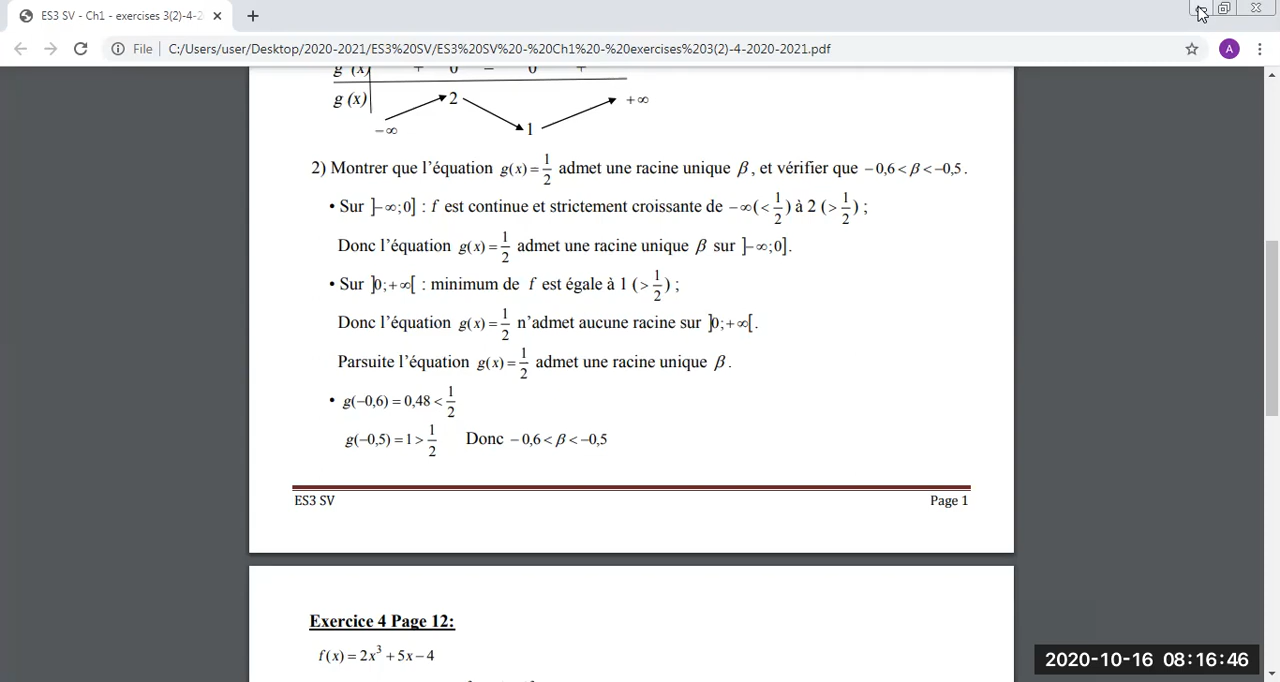 ES3 SV - Ch1 - exercises 3(2)-4-2
File C:/Users/user/Desktop/2020-2021/ES3%20SV/ES3%20SV%20-%20Ch1%20-%20exercises%203(2)-4-2020-2021.pdf
A
g'(x) + 0 − 0 +
g (x) −∞ 2 1 +∞
2) Montrer que l'équation g(x) = 1/2 admet une racine unique β, et vérifier que −0,6 < β < −0,5.
• Sur ]−∞;0] : f est continue et strictement croissante de −∞(< 1/2) à 2 (> 1/2) ;
Donc l'équation g(x) = 1/2 admet une racine unique β sur ]−∞;0].
• Sur ]0;+∞[ : minimum de f est égale à 1 (> 1/2) ;
Donc l'équation g(x) = 1/2 n'admet aucune racine sur ]0;+∞[.
Parsuite l'équation g(x) = 1/2 admet une racine unique β.
• g(−0,6) = 0,48 < 1/2
g(−0,5) = 1 > 1/2 Donc −0,6 < β < −0,5
ES3 SV Page 1
Exercice 4 Page 12:
f(x) = 2x³ + 5x − 4
2020-10-16 08:16:46